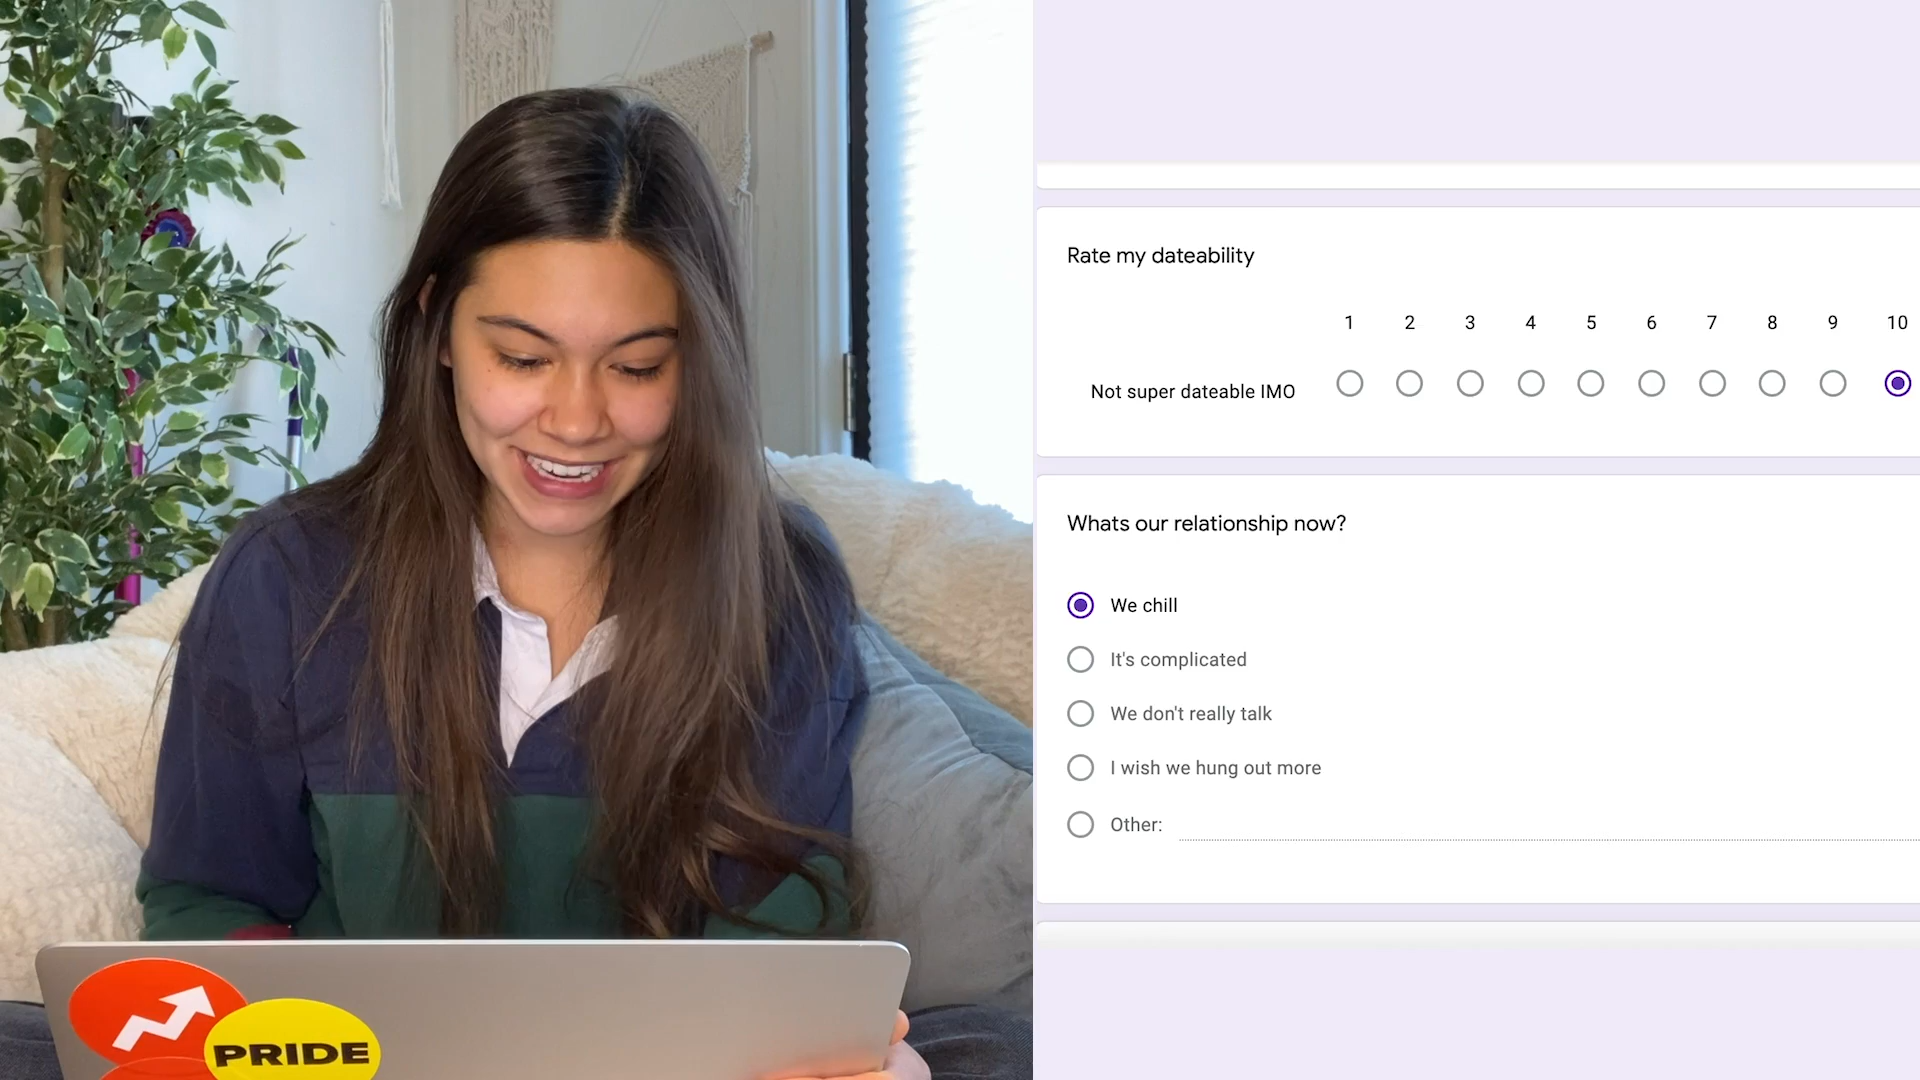 Rate my dateability
1 2 3 4 5 6 7 8 9 10
Not super dateable IMO
Whats our relationship now?
We chill
It's complicated
We don't really talk
I wish we hung out more
Other:
PRIDE